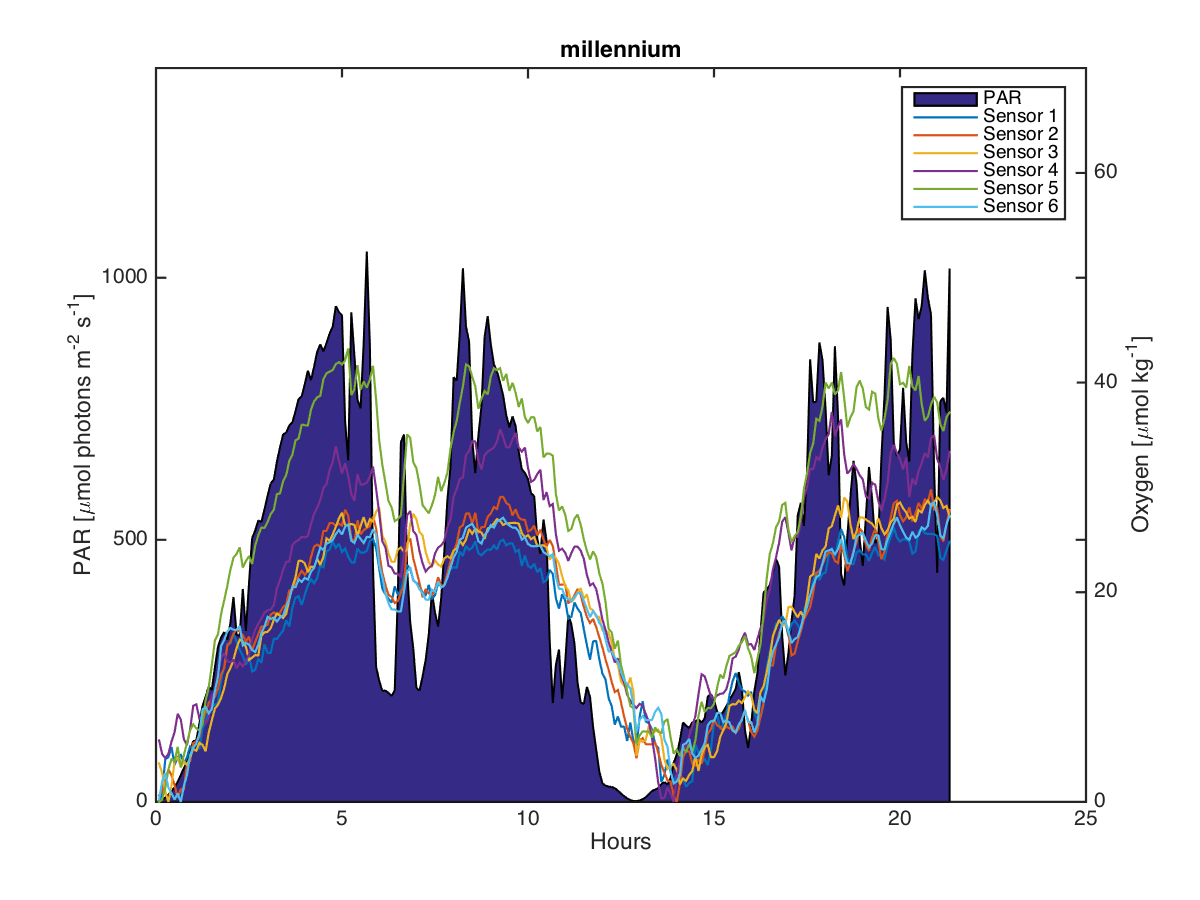 millennium
PAR
Sensor 1
Sensor 2
Sensor 3
Sensor 4
Sensor 5
Sensor 6
PAR [μmol photons m⁻² s⁻¹]
1000
500
0
Oxygen [μmol kg⁻¹]
60
40
20
0
0 5 10 15 20 25
Hours